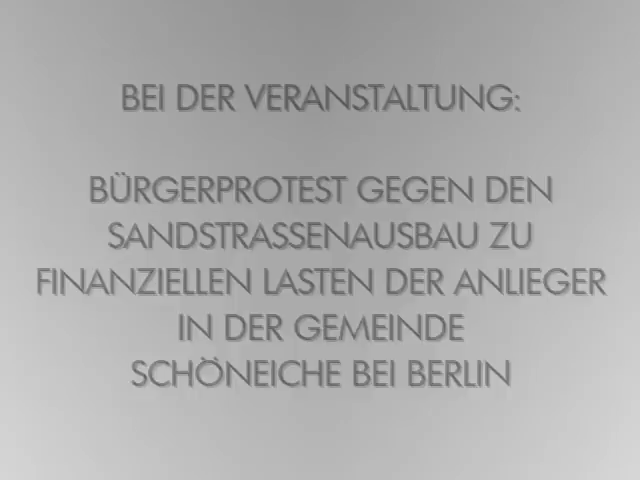 BEI DER VERANSTALTUNG:
BÜRGERPROTEST GEGEN DEN
SANDSTRASSENAUSBAU ZU
FINANZIELLEN LASTEN DER ANLIEGER
IN DER GEMEINDE
SCHÖNEICHE BEI BERLIN